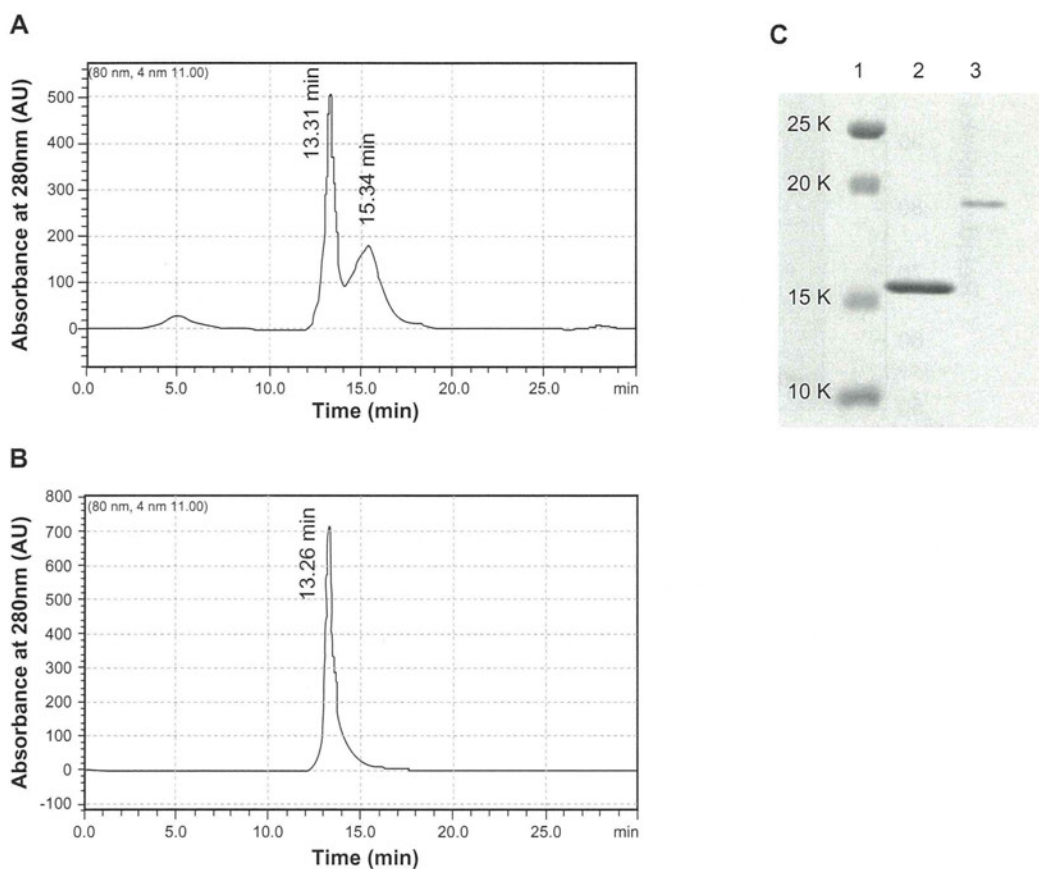 A
(80 nm, 4 nm 11.00)
Absorbance at 280nm (AU)
500
400
300
200
100
0
13.31 min
15.34 min
0.0 5.0 10.0 15.0 20.0 25.0 min
Time (min)
B
(80 nm, 4 nm 11.00)
Absorbance at 280nm (AU)
800
700
600
500
400
300
200
100
0
-100
13.26 min
0.0 5.0 10.0 15.0 20.0 25.0 min
Time (min)
C
1 2 3
25 K
20 K
15 K
10 K